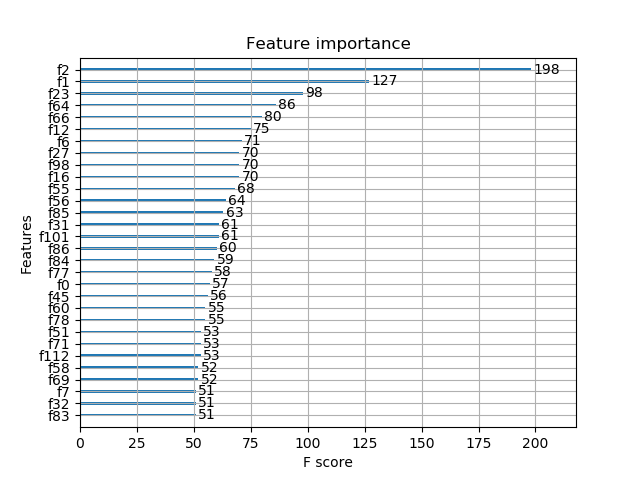 Feature importance
f2 198
f1 127
f23 98
f64 86
f66 80
f12 75
f6 71
f27 70
f98 70
f16 70
f55 68
f56 64
f85 63
f31 61
f101 61
f86 60
f84 59
f77 58
f0 57
f45 56
f60 55
f78 55
f51 53
f71 53
f112 53
f58 52
f69 52
f7 51
f32 51
f83 51
Features
0 25 50 75 100 125 150 175 200
F score